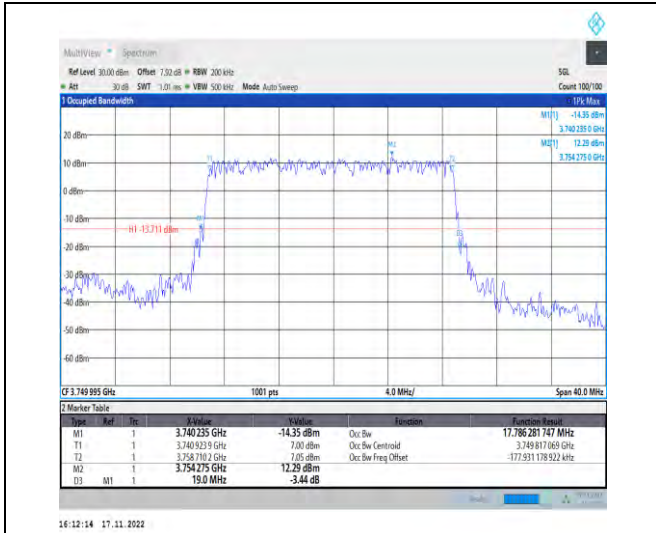 MultiView Spectrum
Ref Level 30.00 dBm Offset 7.92 dB RBW 200 kHz SGL
Att 30 dB SWT 1.01 ms VBW 500 kHz Mode Auto Sweep Count 100/100
1 Occupied Bandwidth 1Pk Max
M1[1] -14.35 dBm
3.740 235 0 GHz
20 dBm M2[1] 12.29 dBm
M2 3.754 275 0 GHz
10 dBm
0 dBm
-10 dBm
H1 -13.711 dBm
-20 dBm
-30 dBm
-40 dBm
-50 dBm
-60 dBm
CF 3.749 995 GHz 1001 pts 4.0 MHz/ Span 40.0 MHz
2 Marker Table
Type Ref Trc X-Value Y-Value Function Function Result
M1 1 3.740 235 GHz -14.35 dBm Occ Bw 17.786 281 747 MHz
T1 1 3.740 923 9 GHz 7.00 dBm Occ Bw Centroid 3.749 817 069 GHz
T2 1 3.758 710 2 GHz 7.05 dBm Occ Bw Freq Offset -177.931 178 922 kHz
M2 1 3.754 275 GHz 12.29 dBm
D3 M1 1 19.0 MHz -3.44 dB
16:12:14 17.11.2022